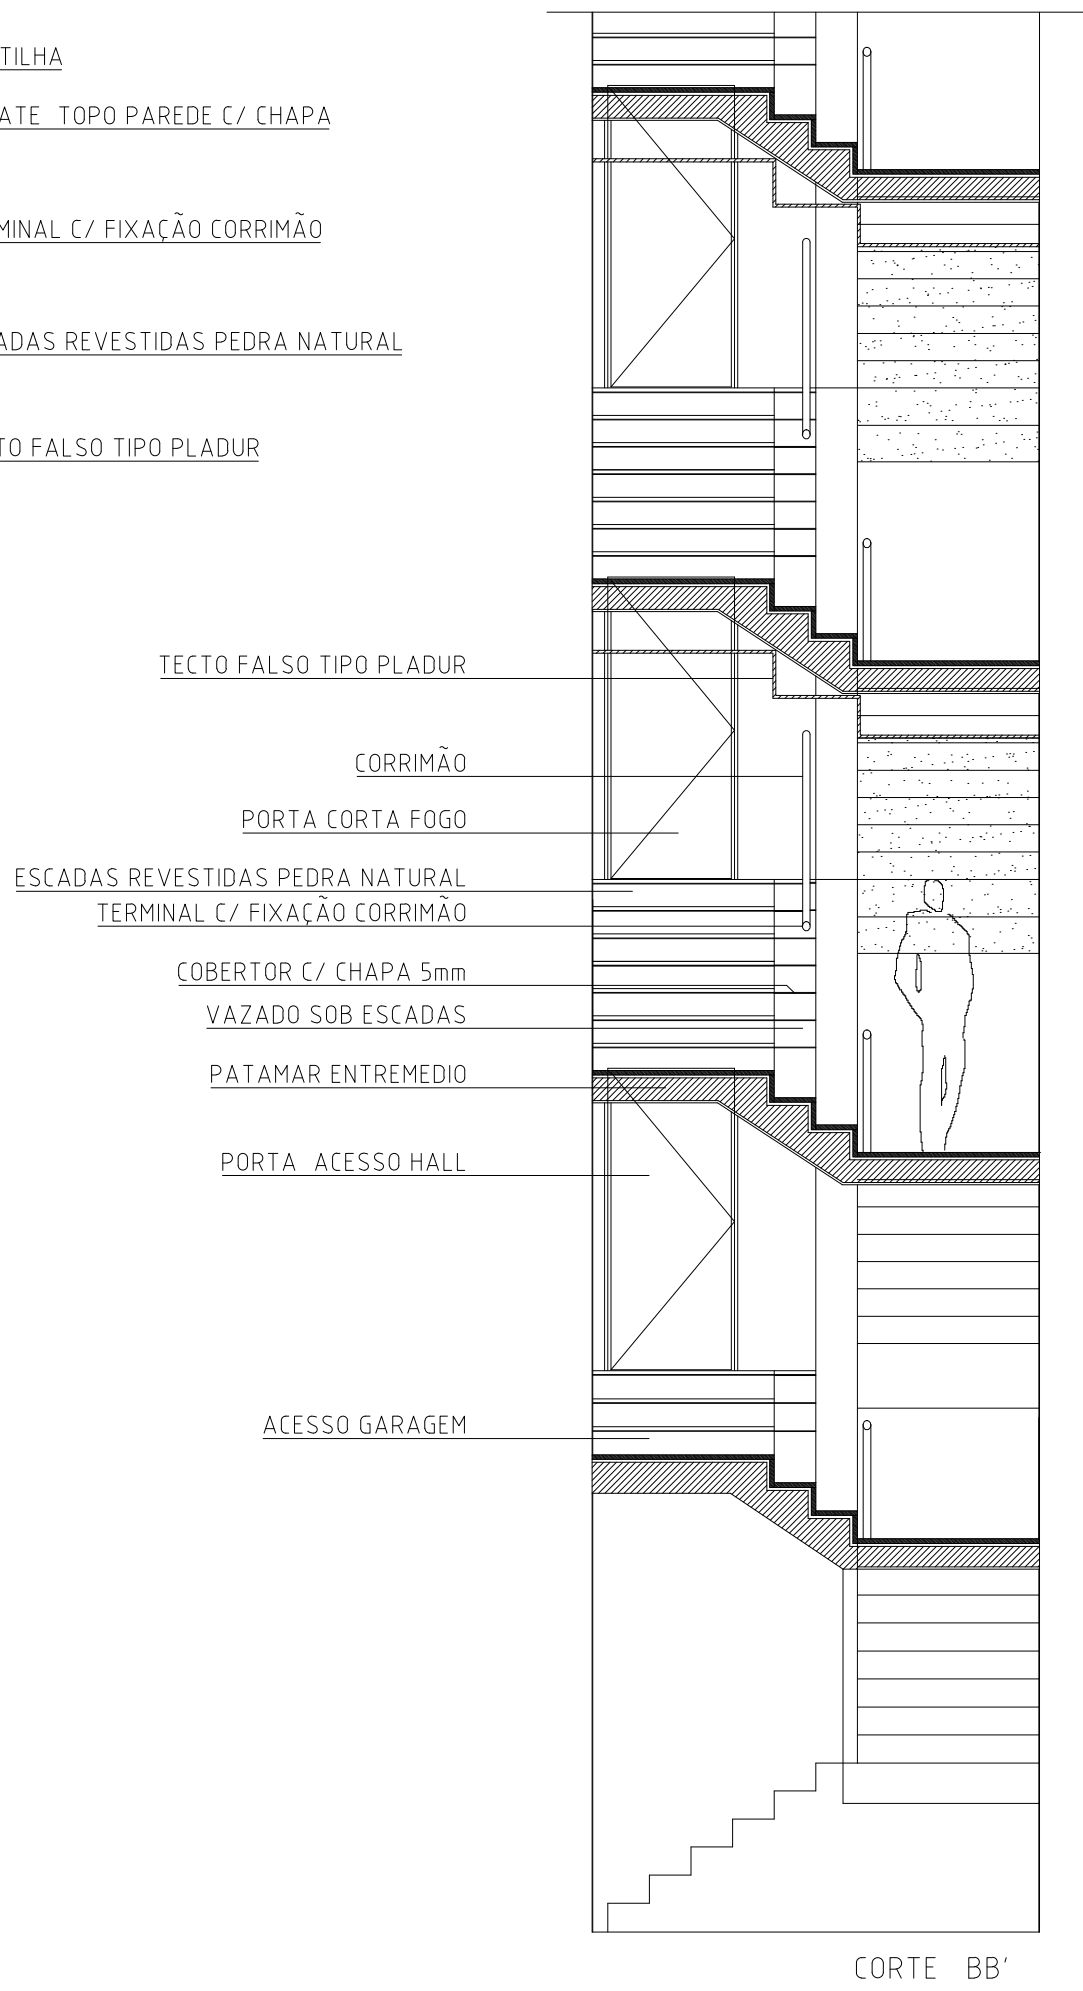 TILHA
ATE TOPO PAREDE C/ CHAPA
MINAL C/ FIXAÇÃO CORRIMÃO
ADAS REVESTIDAS PEDRA NATURAL
TO FALSO TIPO PLADUR
TECTO FALSO TIPO PLADUR
CORRIMÃO
PORTA CORTA FOGO
ESCADAS REVESTIDAS PEDRA NATURAL
TERMINAL C/ FIXAÇÃO CORRIMÃO
COBERTOR C/ CHAPA 5mm
VAZADO SOB ESCADAS
PATAMAR ENTREMEDIO
PORTA ACESSO HALL
ACESSO GARAGEM
CORTE BB'